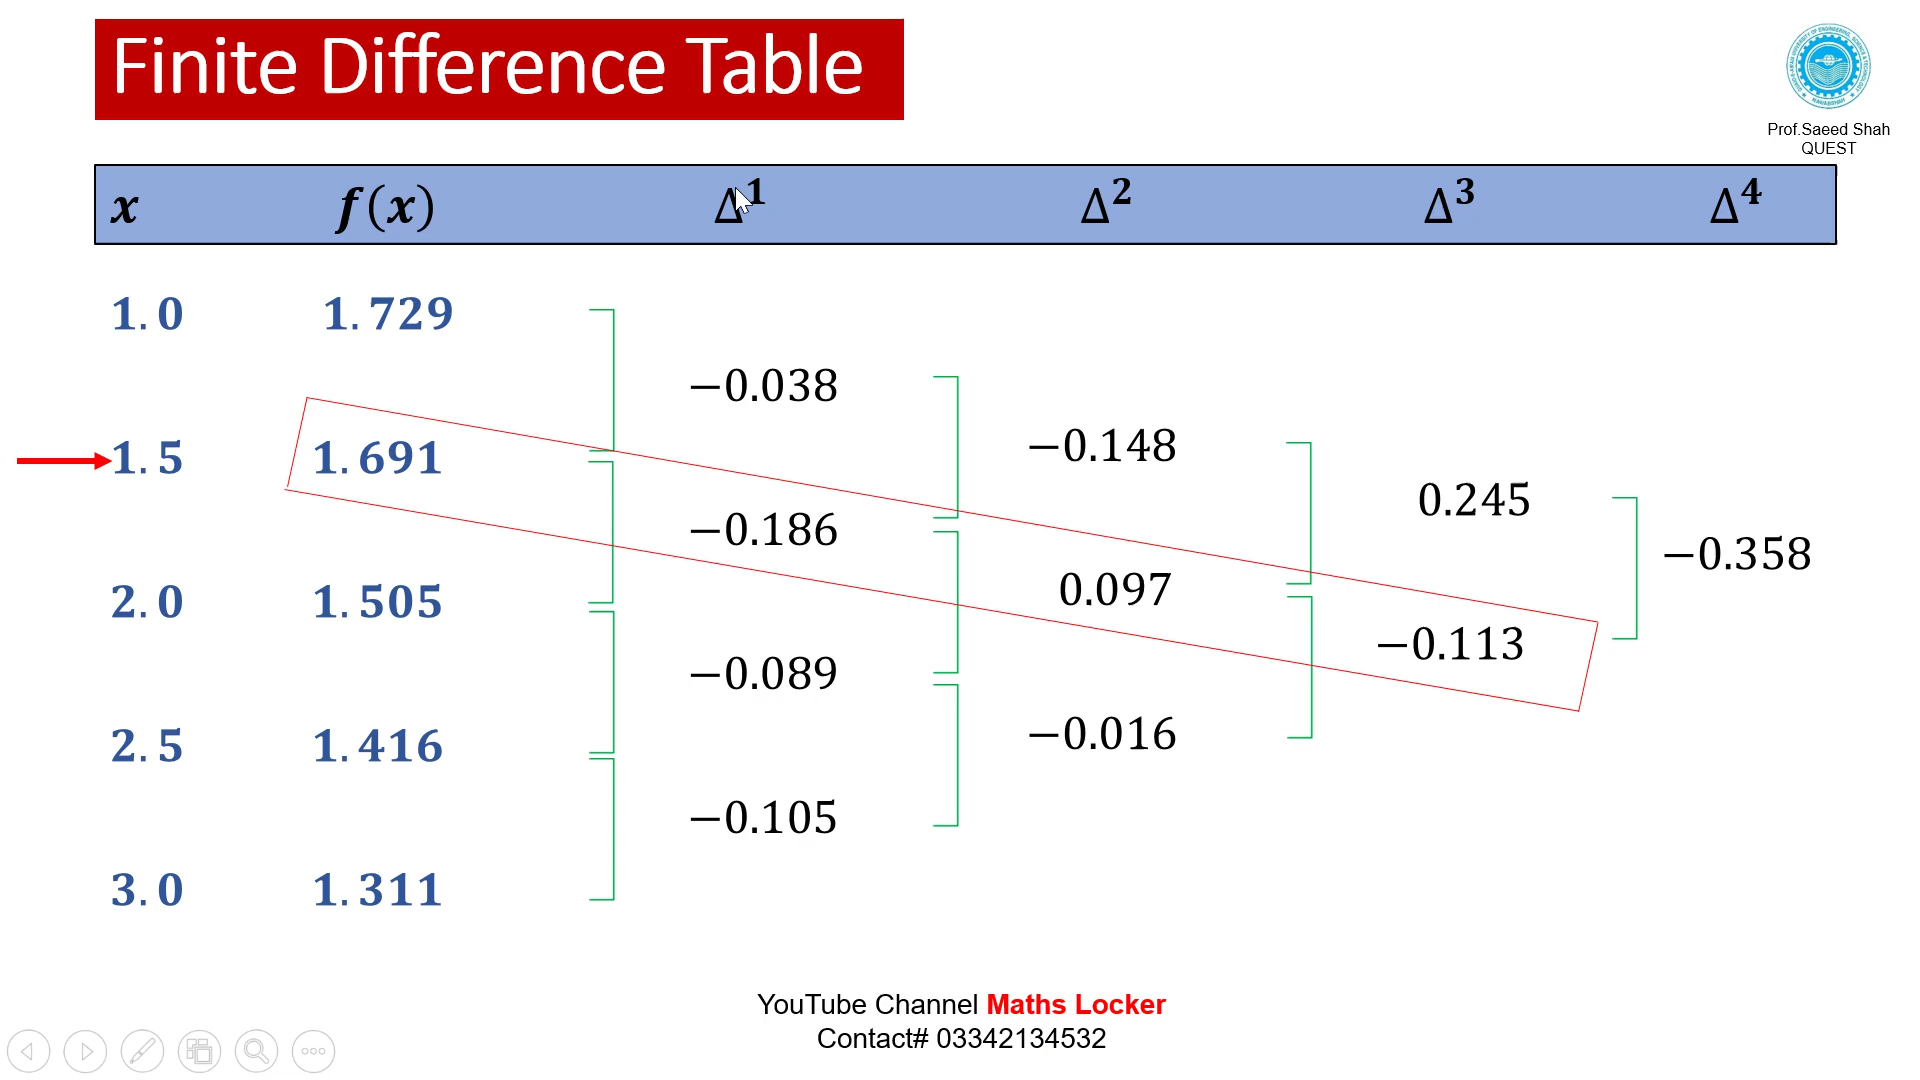 Finite Difference Table
Prof.Saeed Shah
QUEST
x f(x) Δ¹ Δ² Δ³ Δ⁴
1.0 1.729
−0.038
−0.148
1.5 1.691
0.245
−0.186
−0.358
0.097
2.0 1.505
−0.113
−0.089
−0.016
2.5 1.416
−0.105
3.0 1.311
YouTube Channel Maths Locker
Contact# 03342134532